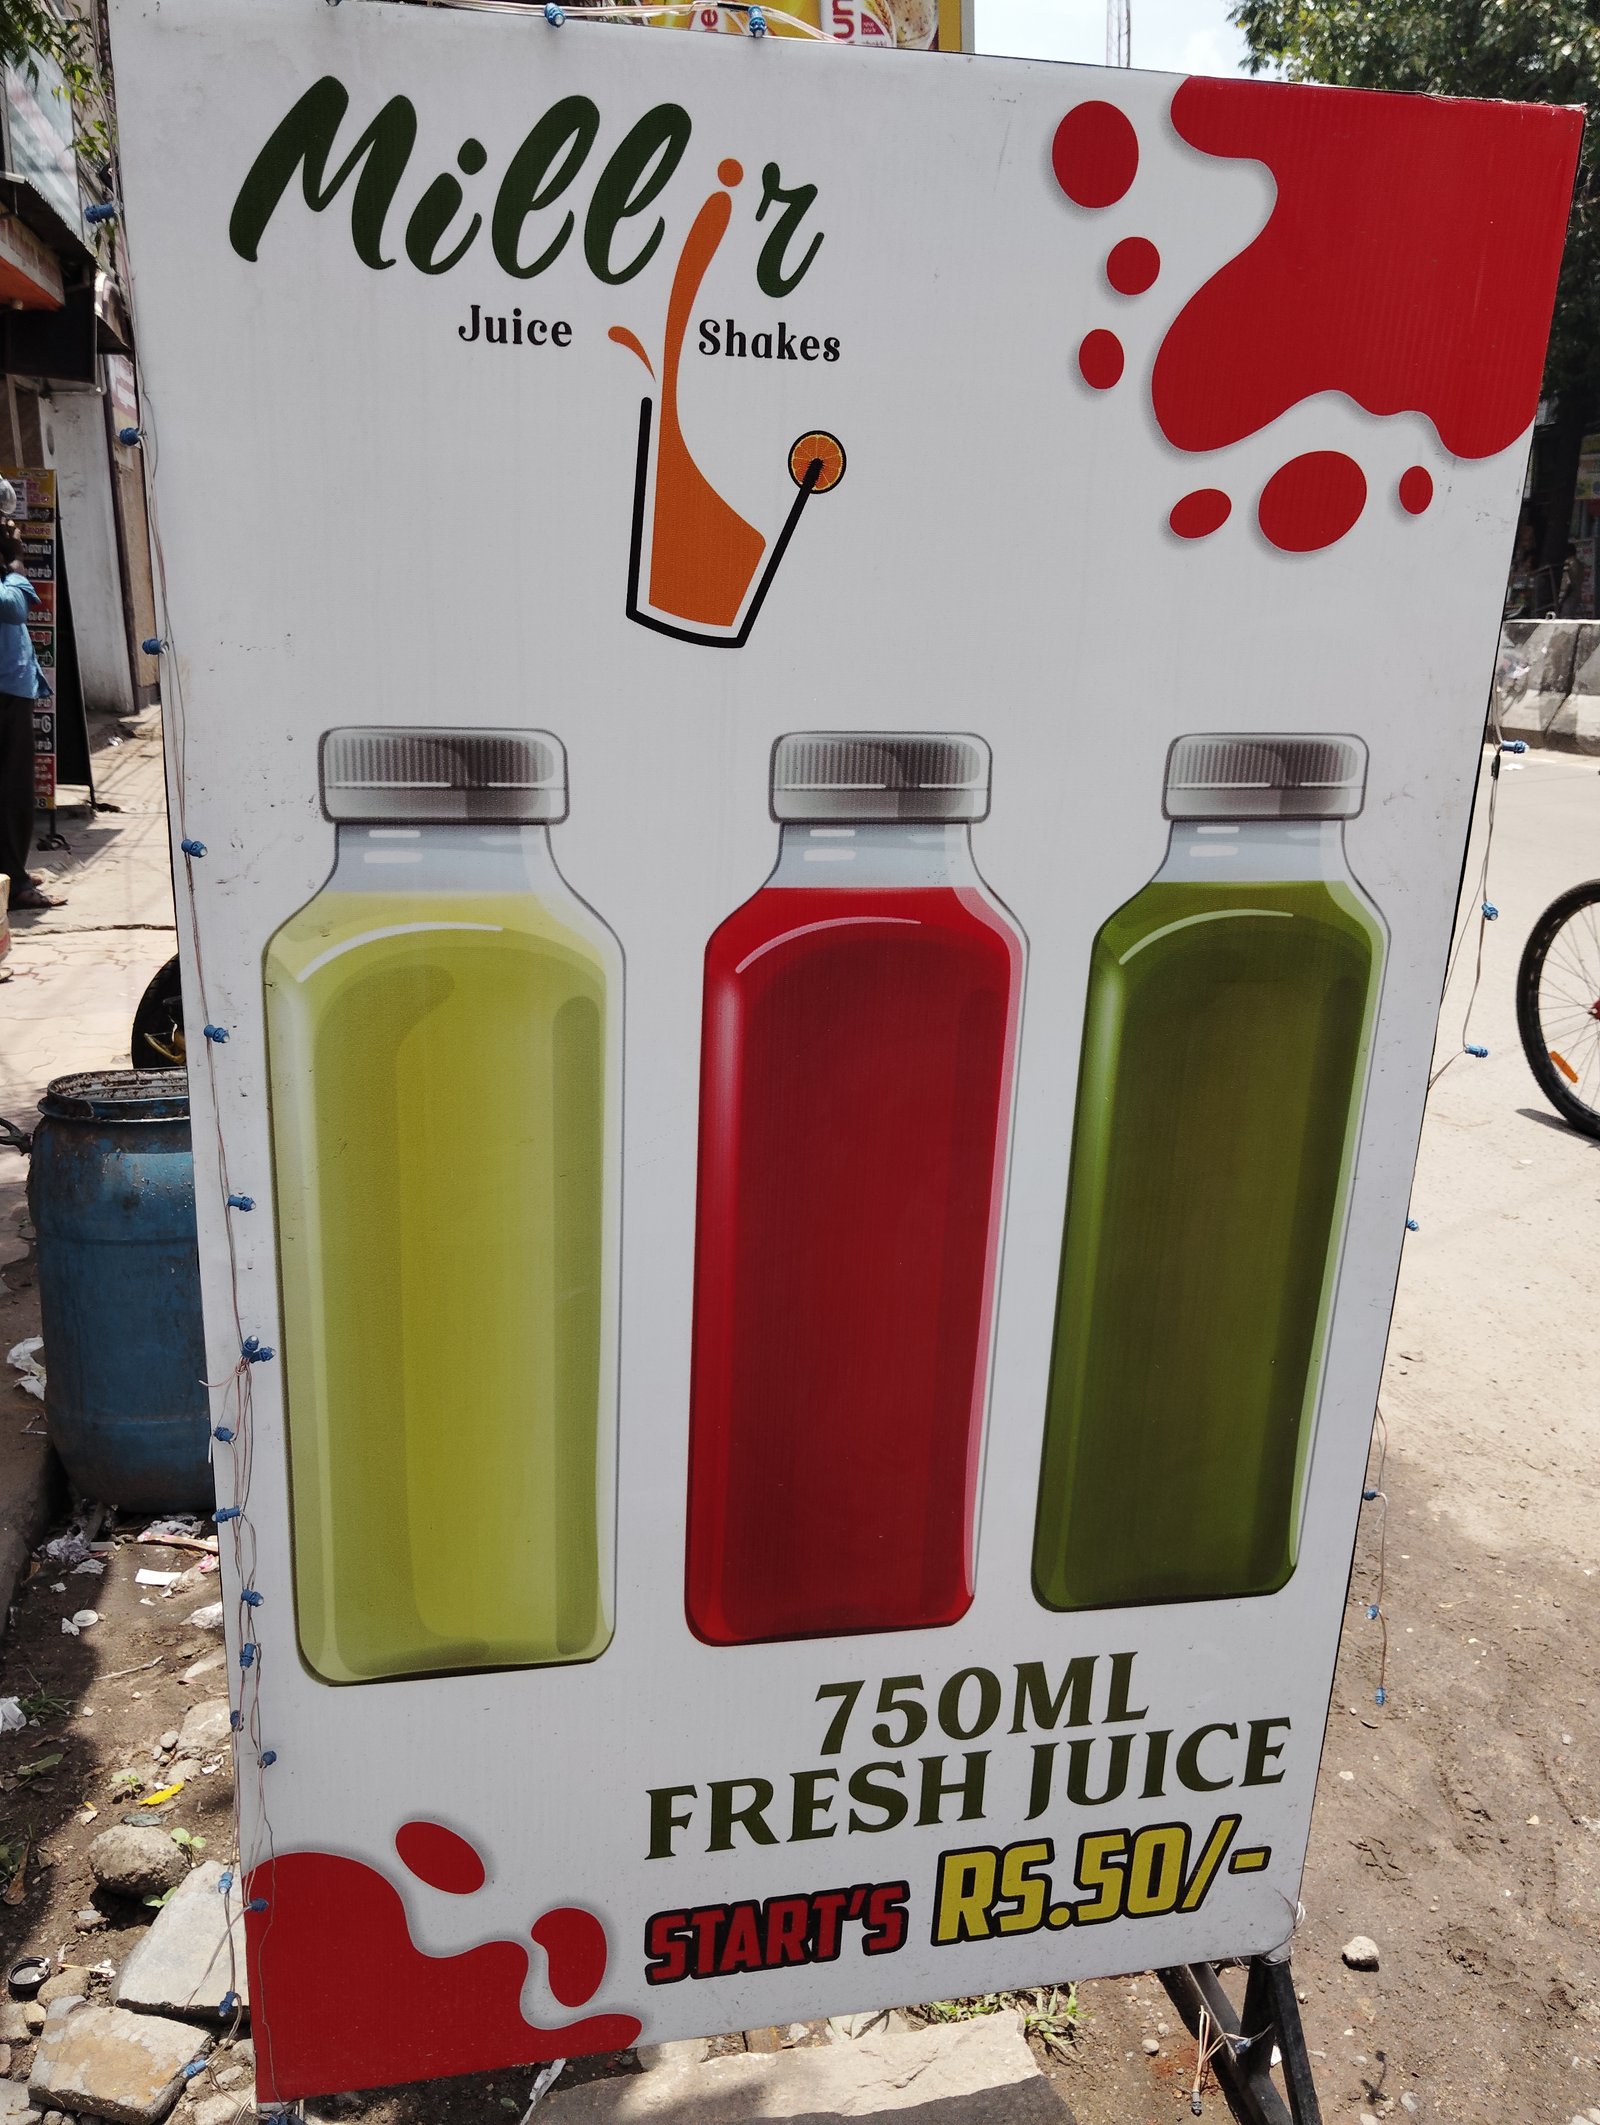 Millir
Juice Shakes
750ML
FRESH JUICE
START'S RS.50/-